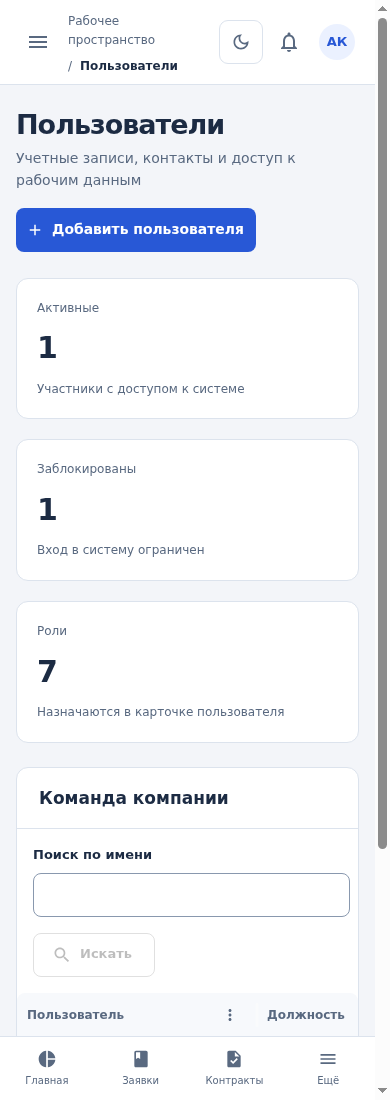 Рабочее
пространство
/ Пользователи
АК
Пользователи
Учетные записи, контакты и доступ к
рабочим данным
+ Добавить пользователя
Активные
1
Участники с доступом к системе
Заблокированы
1
Вход в систему ограничен
Роли
7
Назначаются в карточке пользователя
Команда компании
Поиск по имени
Искать
Пользователь
Должность
Главная
Заявки
Контракты
Ещё